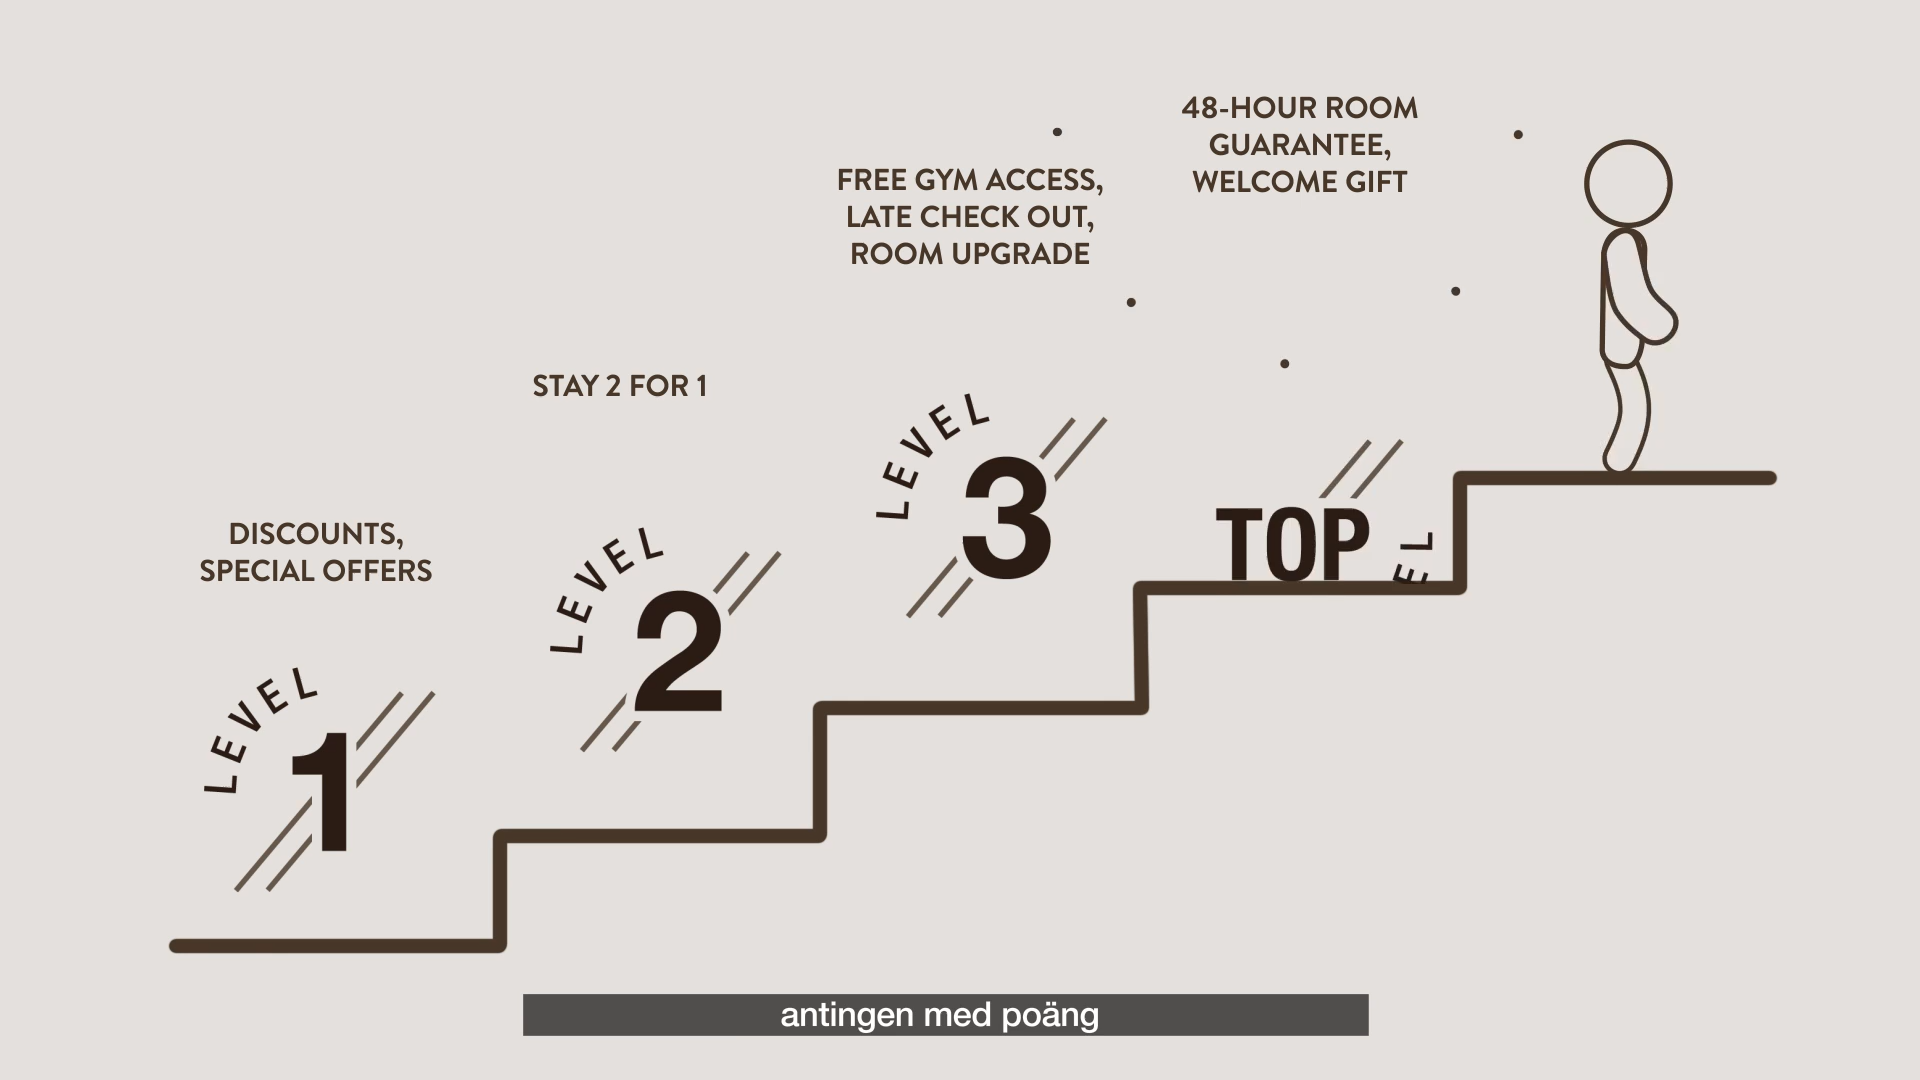 48-HOUR ROOM
GUARANTEE,
WELCOME GIFT
FREE GYM ACCESS,
LATE CHECK OUT,
ROOM UPGRADE
STAY 2 FOR 1
DISCOUNTS,
SPECIAL OFFERS
LEVEL
1
LEVEL
2
LEVEL
3
TOP
EL
antingen med poäng